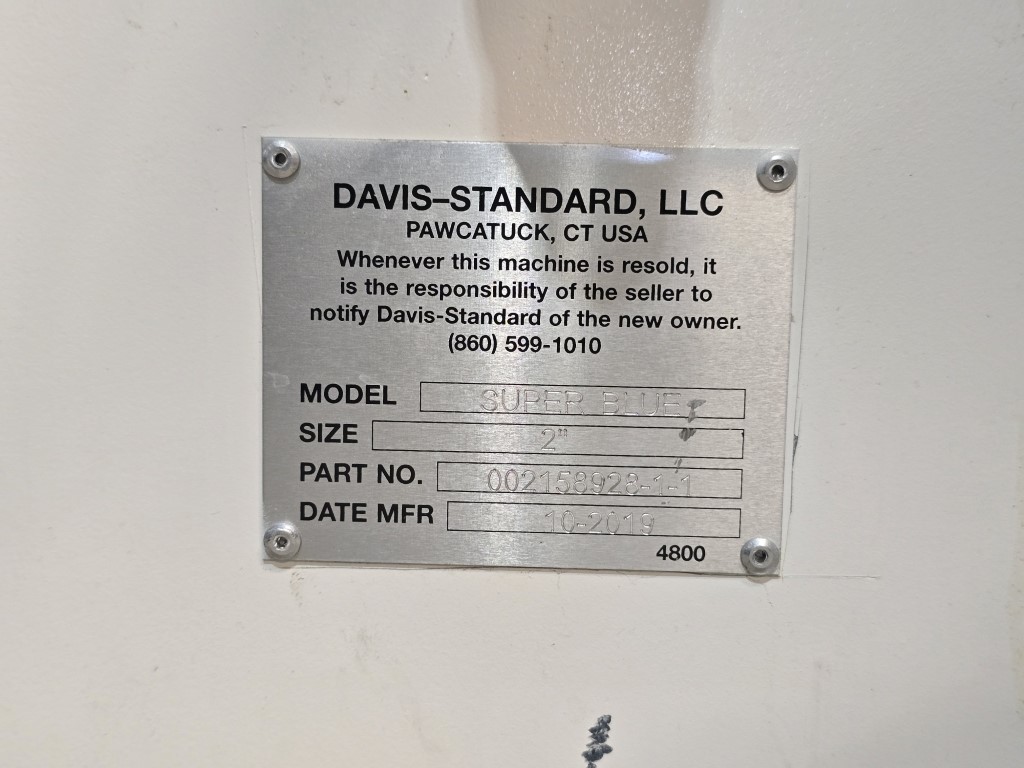 DAVIS–STANDARD, LLC
PAWCATUCK, CT USA
Whenever this machine is resold, it
is the responsibility of the seller to
notify Davis-Standard of the new owner.
(860) 599-1010
MODEL SUPER BLUE
SIZE 2"
PART NO. 002158928-1-1
DATE MFR 10-2019
4800